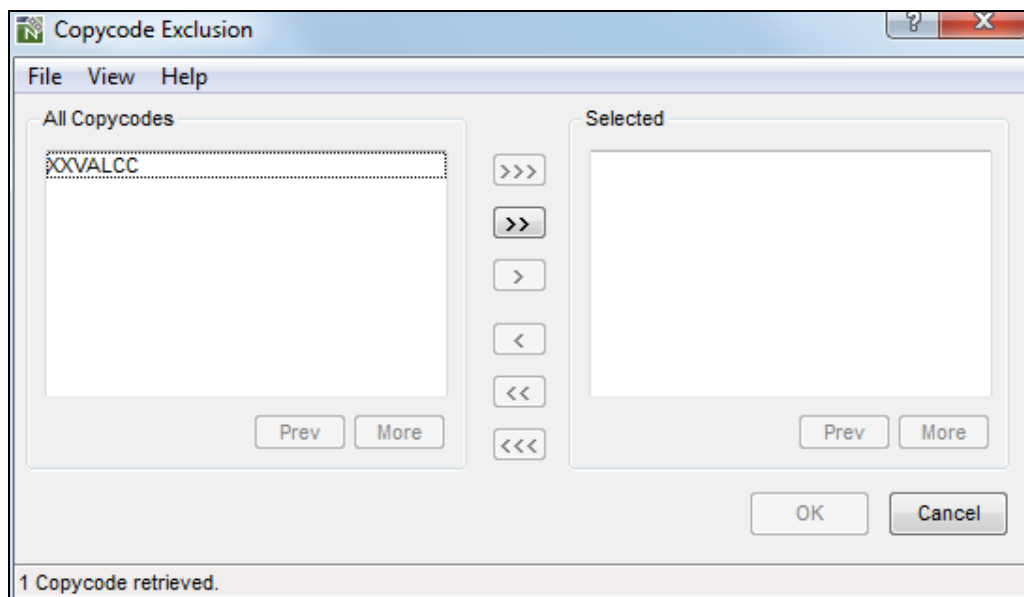 Copycode Exclusion
?
X
File View Help
All Copycodes
Selected
XXVALCC
>>>
>>
>
<
<<
<<<
Prev More
Prev More
OK Cancel
1 Copycode retrieved.